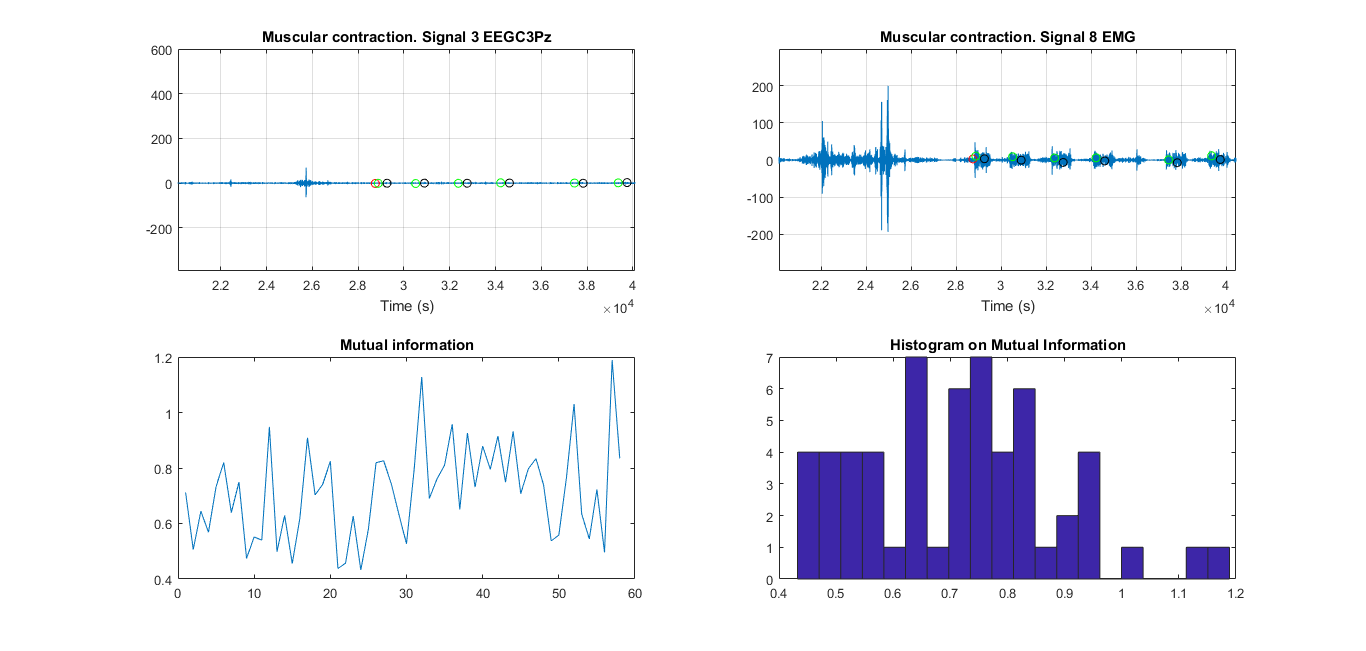 Muscular contraction. Signal 3 EEGC3Pz
600
400
200
0
-200
2.2 2.4 2.6 2.8 3 3.2 3.4 3.6 3.8 4
Time (s)
×10^4
Muscular contraction. Signal 8 EMG
200
100
0
-100
-200
2.2 2.4 2.6 2.8 3 3.2 3.4 3.6 3.8 4
Time (s)
×10^4
Mutual information
1.2
1
0.8
0.6
0.4
0 10 20 30 40 50 60
Histogram on Mutual Information
7
6
5
4
3
2
1
0
0.4 0.5 0.6 0.7 0.8 0.9 1 1.1 1.2